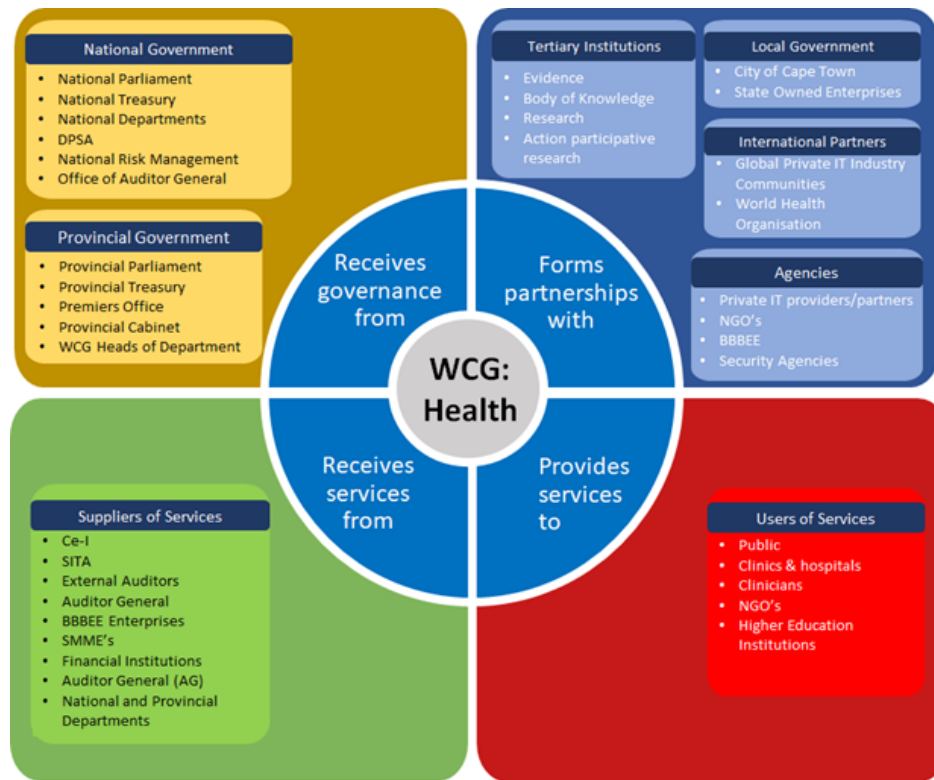 National Government
• National Parliament
• National Treasury
• National Departments
• DPSA
• National Risk Management
• Office of Auditor General
Provincial Government
• Provincial Parliament
• Provincial Treasury
• Premiers Office
• Provincial Cabinet
• WCG Heads of Department
Tertiary Institutions
• Evidence
• Body of Knowledge
• Research
• Action participative
research
Local Government
• City of Cape Town
• State Owned Enterprises
International Partners
• Global Private IT Industry
Communities
• World Health
Organisation
Agencies
• Private IT providers/partners
• NGO's
• BBBEE
• Security Agencies
Receives
governance
from
Forms
partnerships
with
WCG:
Health
Receives
services
from
Provides
services
to
Suppliers of Services
• Ce-I
• SITA
• External Auditors
• Auditor General
• BBBEE Enterprises
• SMME's
• Financial Institutions
• Auditor General (AG)
• National and Provincial
Departments
Users of Services
• Public
• Clinics & hospitals
• Clinicians
• NGO's
• Higher Education
Institutions